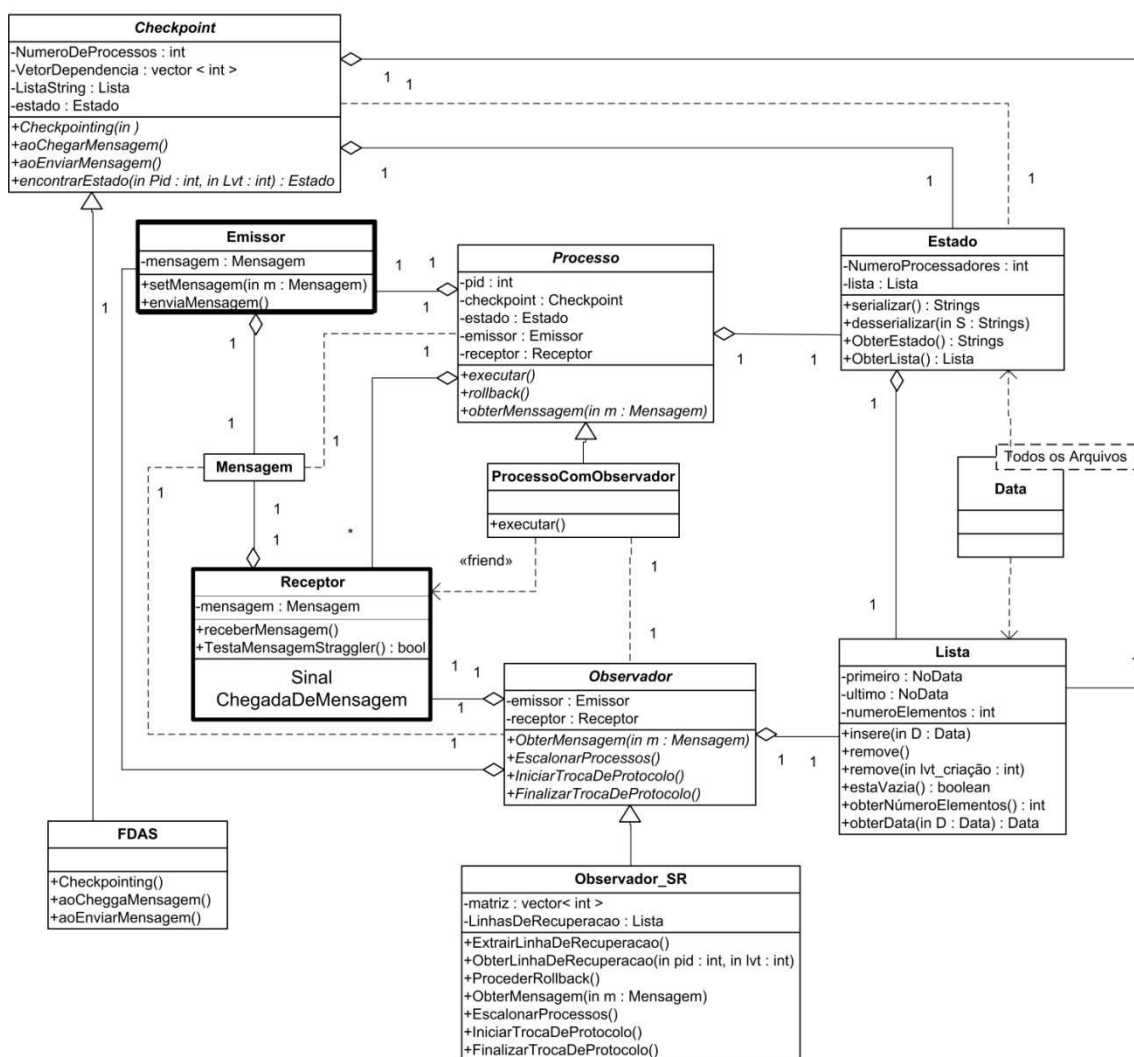 Checkpoint
-NumeroDeProcessos : int
-VetorDependencia : vector < int >
-ListaString : Lista
-estado : Estado
+Checkpointing(in )
+aoChegarMensagem()
+aoEnviarMensagem()
+encontrarEstado(in Pid : int, in Lvt : int) : Estado
1
1
1
1
1
1
Emissor
-mensagem : Mensagem
+setMensagem(in m : Mensagem)
+enviaMensagem()
1
1
1
1
1
Processo
-pid : int
-checkpoint : Checkpoint
-estado : Estado
-emissor : Emissor
-receptor : Receptor
+executar()
+rollback()
+obterMenssagem(in m : Mensagem)
1
1
Estado
-NumeroProcessadores : int
-lista : Lista
+serializar() : Strings
+desserializar(in S : Strings)
+ObterEstado() : Strings
+ObterLista() : Lista
1
1
1
1
1
Mensagem
1
1
1
*
ProcessoComObservador
+executar()
Todos os Arquivos
Data
«friend»
1
1
1
Receptor
-mensagem : Mensagem
+receberMensagem()
+TestaMensagemStraggler() : bool
Sinal
ChegadaDeMensagem
1
1
1
1
Observador
-emissor : Emissor
-receptor : Receptor
+ObterMensagem(in m : Mensagem)
+EscalonarProcessos()
+IniciarTrocaDeProtocolo()
+FinalizarTrocaDeProtocolo()
1
1
Lista
-primeiro : NoData
-ultimo : NoData
-numeroElementos : int
+insere(in D : Data)
+remove()
+remove(in lvt_criação : int)
+estaVazia() : boolean
+obterNúmeroElementos() : int
+obterData(in D : Data) : Data
FDAS
+Checkpointing()
+aoCheggaMensagem()
+aoEnviarMensagem()
Observador_SR
-matriz : vector< int >
-LinhasDeRecuperacao : Lista
+ExtrairLinhaDeRecuperacao()
+ObterLinhaDeRecuperacao(in pid : int, in lvt : int)
+ProcederRollback()
+ObterMensagem(in m : Mensagem)
+EscalonarProcessos()
+IniciarTrocaDeProtocolo()
+FinalizarTrocaDeProtocolo()